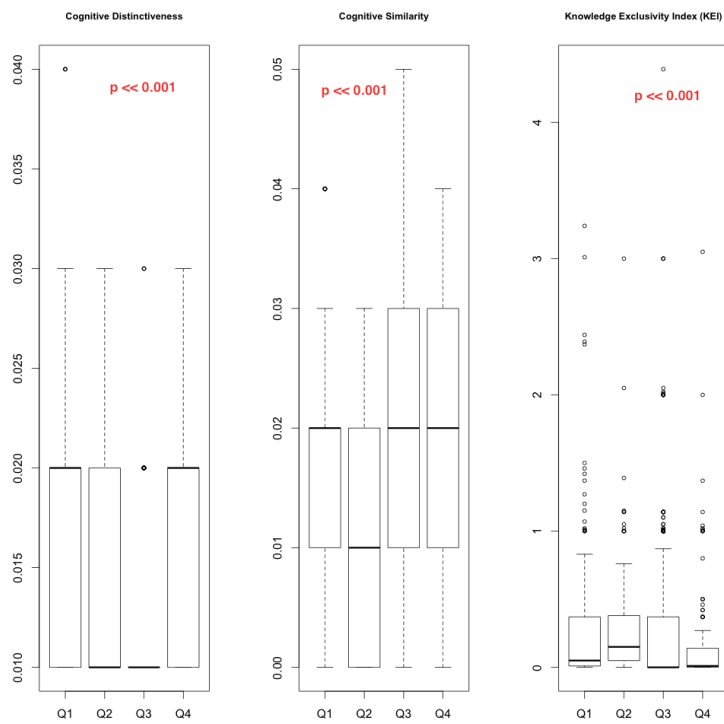 Cognitive Distinctiveness
p << 0.001
0.040
0.035
0.030
0.025
0.020
0.015
0.010
Q1 Q2 Q3 Q4
Cognitive Similarity
p << 0.001
0.05
0.04
0.03
0.02
0.01
0.00
Q1 Q2 Q3 Q4
Knowledge Exclusivity Index (KEI)
p << 0.001
4
3
2
1
0
Q1 Q2 Q3 Q4